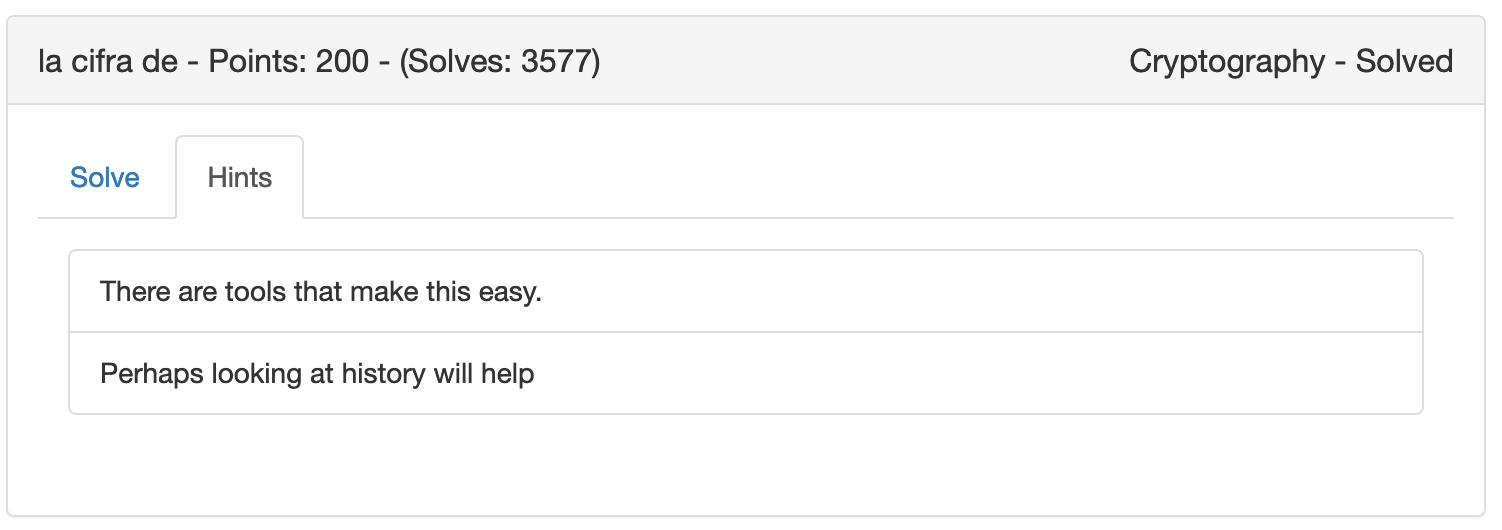 la cifra de - Points: 200 - (Solves: 3577)
Cryptography - Solved
Solve
Hints
There are tools that make this easy.
Perhaps looking at history will help